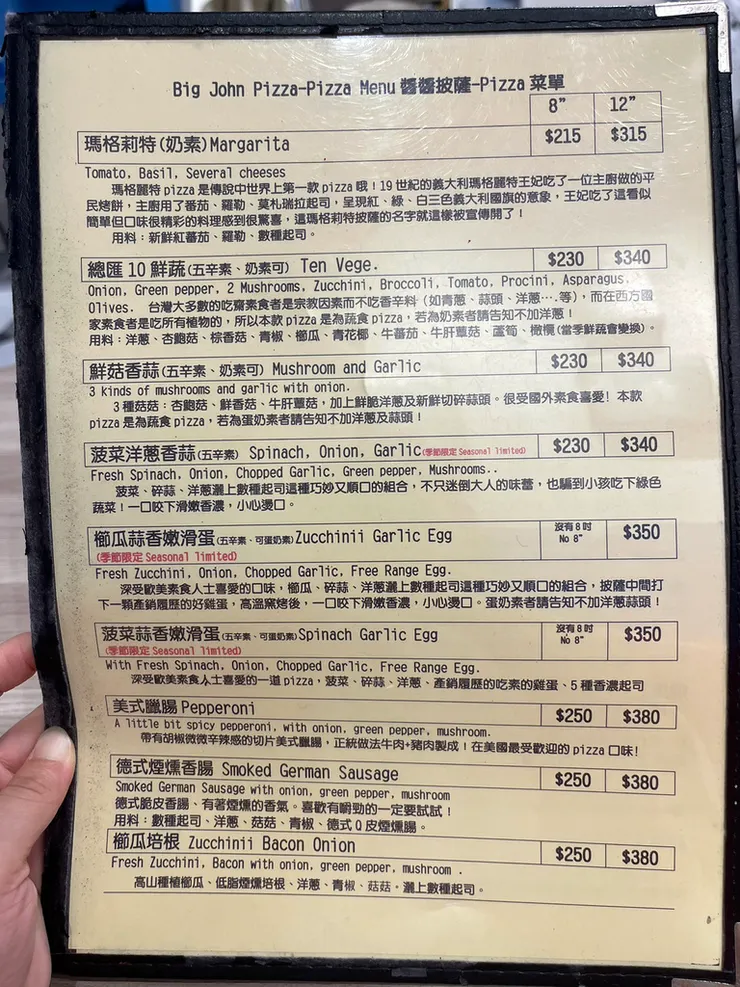 Big John Pizza-Pizza Menu 醬醬披薩-Pizza 菜單
8” 12”
瑪格莉特(奶素)Margarita $215 $315
Tomato, Basil, Several cheeses
瑪格麗特 pizza 是傳說中世界上第一款 pizza 哦！19 世紀的義大利瑪格麗特王妃吃了一位主廚做的平
民烤餅，主廚用了番茄、羅勒、莫札瑞拉起司，呈現紅、綠、白三色義大利國旗的意象，王妃吃了這看似
簡單但口味很精彩的料理感到很驚喜，這瑪格莉特披薩的名字就這樣被宣傳開了！
用料：新鮮紅番茄、羅勒、數種起司。
總匯 10 鮮蔬(五辛素、奶素可) Ten Vege. $230 $340
Onion, Green pepper, 2 Mushrooms, Zucchini, Broccoli, Tomato, Procini, Asparagus,
Olives. 台灣大多數的吃齋素食者是宗教因素而不吃香辛料（如青蔥、蒜頭、洋蔥….等），而在西方國
家素食者是吃所有植物的，所以本款 pizza 是為蔬食 pizza，若為奶素者請告知不加洋蔥！
用料：洋蔥、杏鮑菇、棕香菇、青椒、櫛瓜、青花椰、牛蕃茄、牛肝蕈菇、蘆筍、橄欖(當季鮮蔬會變換)。
鮮菇香蒜(五辛素、奶素可) Mushroom and Garlic $230 $340
3 kinds of mushrooms and garlic with onion.
3 種菇菇：杏鮑菇、鮮香菇、牛肝蕈菇，加上鮮脆洋蔥及新鮮切碎蒜頭。很受國外素食喜愛！本款
pizza 是為蔬食 pizza，若為蛋奶素者請告知不加洋蔥及蒜頭！
菠菜洋蔥香蒜(五辛素) Spinach, Onion, Garlic(季節限定 Seasonal limited) $230 $340
Fresh Spinach, Onion, Chopped Garlic, Green pepper, Mushrooms..
菠菜、碎蒜、洋蔥灑上數種起司這種巧妙又順口的組合，不只迷倒大人的味蕾，也騙到小孩吃下綠色
蔬菜！一口咬下滑嫩香濃，小心燙口。
櫛瓜蒜香嫩滑蛋(五辛素、可蛋奶素)Zucchinii Garlic Egg 沒有 8 吋 $350
(季節限定 Seasonal limited) No 8”
Fresh Zucchini, Onion, Chopped Garlic, Free Range Egg.
深受歐美素食人士喜愛的口味，櫛瓜、碎蒜、洋蔥灑上數種起司這種巧妙又順口的組合，披薩中間打
下一顆產銷履歷的好雞蛋，高溫窯烤後，一口咬下滑嫩香濃，小心燙口。蛋奶素者請告知不加洋蔥蒜頭！
菠菜蒜香嫩滑蛋(五辛素、可蛋奶素)Spinach Garlic Egg 沒有 8 吋 $350
(季節限定 Seasonal limited) No 8”
With Fresh Spinach, Onion, Chopped Garlic, Free Range Egg.
深受歐美素食人士喜愛的一道 pizza，菠菜、碎蒜、洋蔥、產銷履歷的吃素的雞蛋、5 種香濃起司
美式臘腸 Pepperoni $250 $380
A little bit spicy pepperoni, with onion, green pepper, mushroom.
帶有胡椒微微辛辣感的切片美式臘腸，正統做法牛肉+豬肉製成！在美國最受歡迎的 pizza 口味！
德式煙燻香腸 Smoked German Sausage $250 $380
Smoked German Sausage with onion, green pepper, mushroom
德式脆皮香腸、有著煙燻的香氣。喜歡有嚼勁的一定要試試！
用料：數種起司、洋蔥、菇菇、青椒、德式 Q 皮煙燻腸。
櫛瓜培根 Zucchinii Bacon Onion $250 $380
Fresh Zucchini, Bacon with onion, green pepper, mushroom .
高山種植櫛瓜、低脂煙燻培根、洋蔥、青椒、菇菇。灑上數種起司。